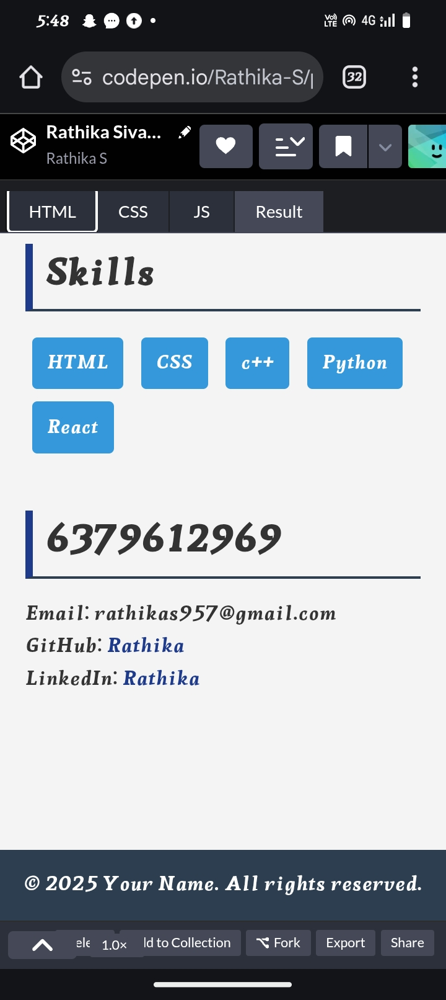 5:48 VoLTE 4G
codepen.io/Rathika-S/ 32
Rathika Siva...
Rathika S
HTML CSS JS Result
Skills
HTML CSS c++ Python
React
6379612969
Email: rathikas957@gmail.com
GitHub: Rathika
LinkedIn: Rathika
© 2025 Your Name. All rights reserved.
1.0× to Collection Fork Export Share